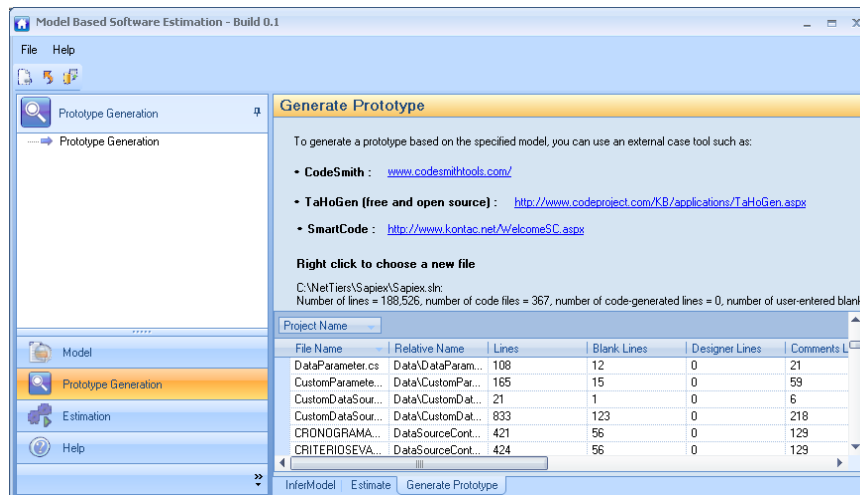 Model Based Software Estimation - Build 0.1
File Help
Prototype Generation
Prototype Generation
Model
Prototype Generation
Estimation
Help
»
Generate Prototype
To generate a prototype based on the specified model, you can use an external case tool such as:
• CodeSmith : www.codesmithtools.com/
• TaHoGen (free and open source) : http://www.codeproject.com/KB/applications/TaHoGen.aspx
• SmartCode : http://www.kontac.net/WelcomeSC.aspx
Right click to choose a new file
C:\NetTiers\Sapiex\Sapiex.sln:
Number of lines = 188,526, number of code files = 367, number of code-generated lines = 0, number of user-entered blank
Project Name
File Name Relative Name Lines Blank Lines Designer Lines Comments L
DataParameter.cs Data\DataParam... 108 12 0 21
CustomParamete... Data\CustomPar... 165 15 0 59
CustomDataSour... Data\CustomDat... 21 1 0 6
CustomDataSour... Data\CustomDat... 833 123 0 218
CRONOGRAMA... DataSourceCont... 421 56 0 129
CRITERIOSEVA... DataSourceCont... 424 56 0 129
InferModel Estimate Generate Prototype